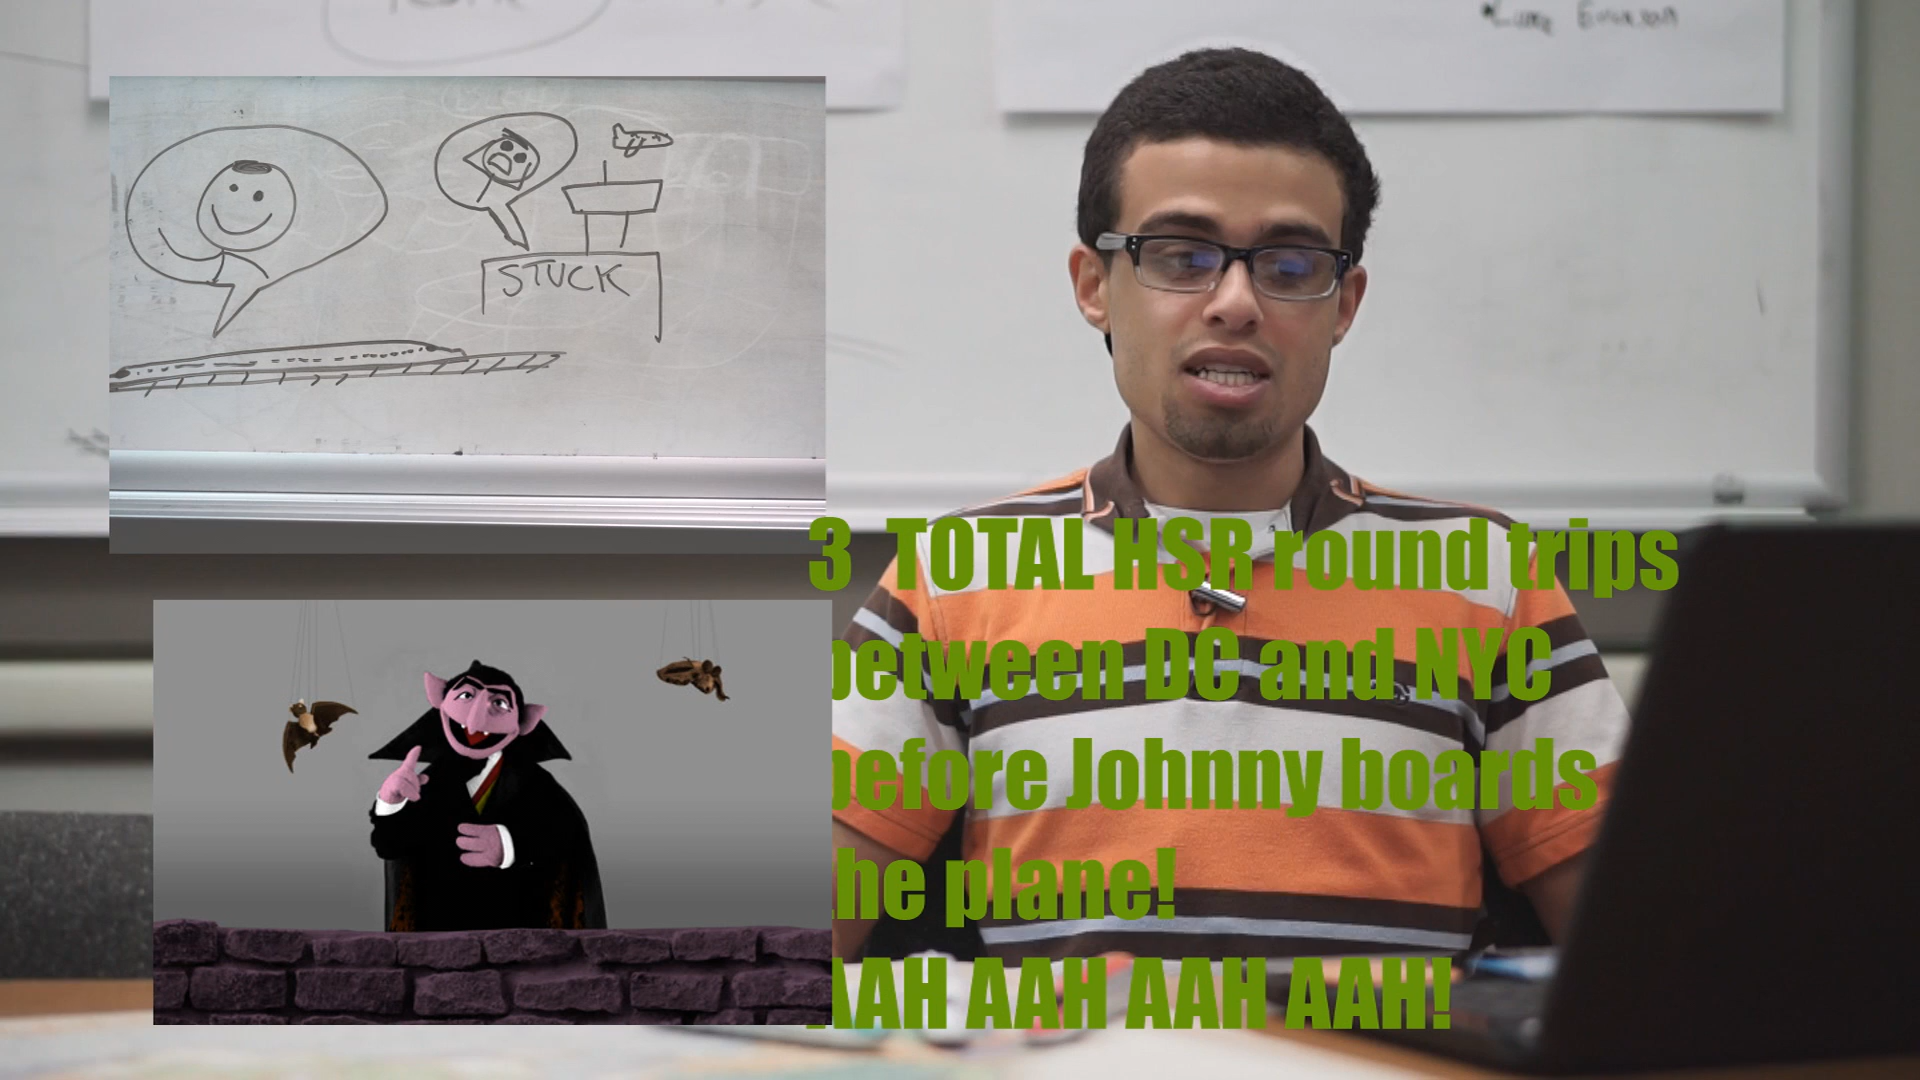 STUCK
3 TOTAL HSR round trips
between DC and NYC
before Johnny boards
the plane!
AAH AAH AAH AAH!